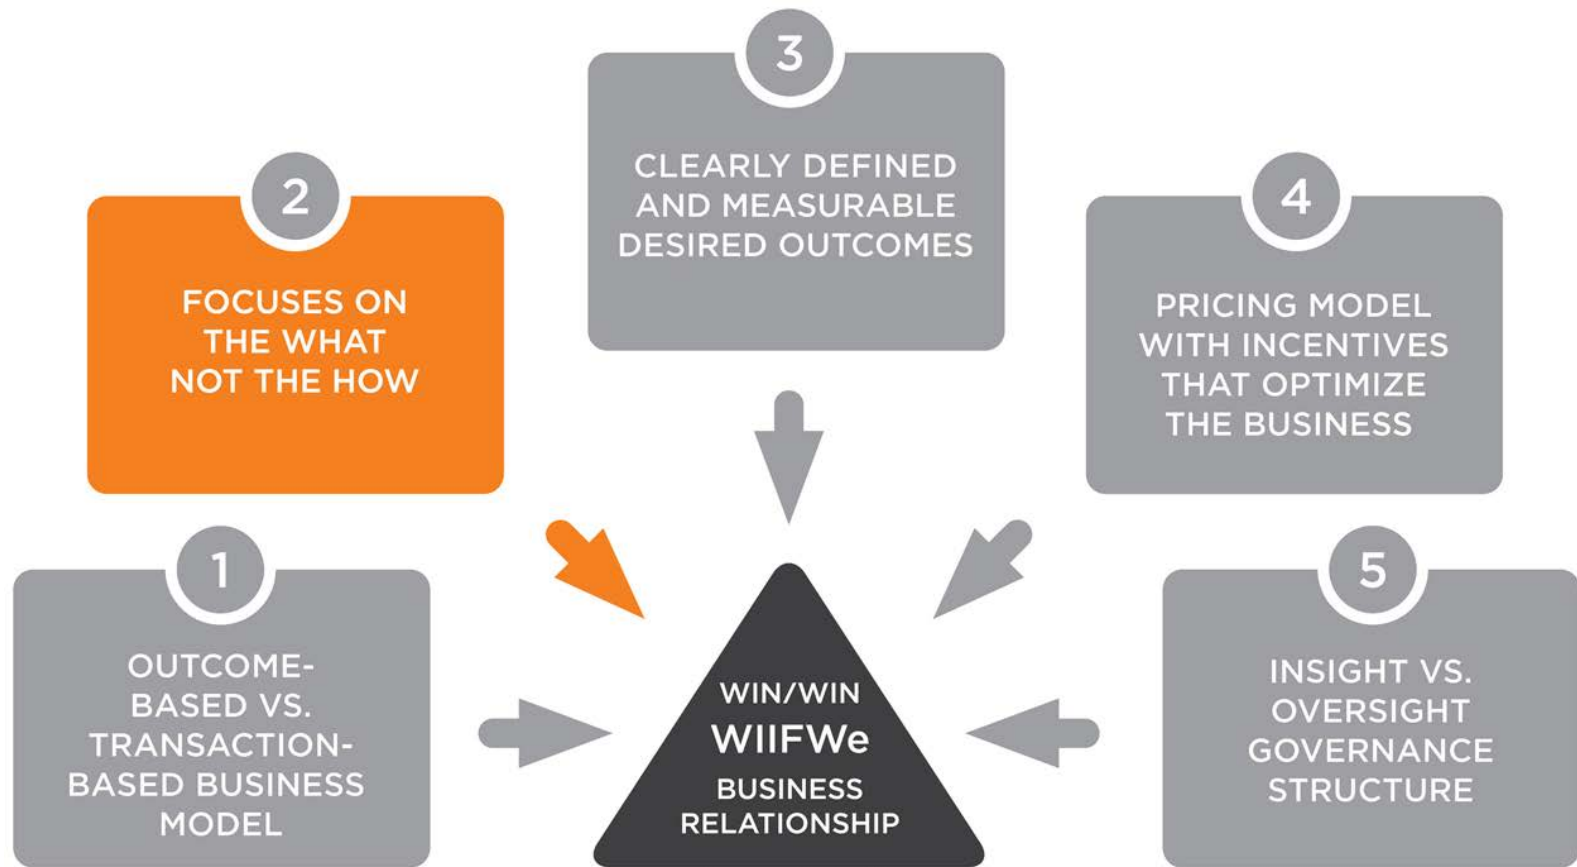 1
OUTCOME-
BASED VS.
TRANSACTION-
BASED BUSINESS
MODEL
2
FOCUSES ON
THE WHAT
NOT THE HOW
3
CLEARLY DEFINED
AND MEASURABLE
DESIRED OUTCOMES
4
PRICING MODEL
WITH INCENTIVES
THAT OPTIMIZE
THE BUSINESS
5
INSIGHT VS.
OVERSIGHT
GOVERNANCE
STRUCTURE
WIN/WIN
WIIFWe
BUSINESS
RELATIONSHIP